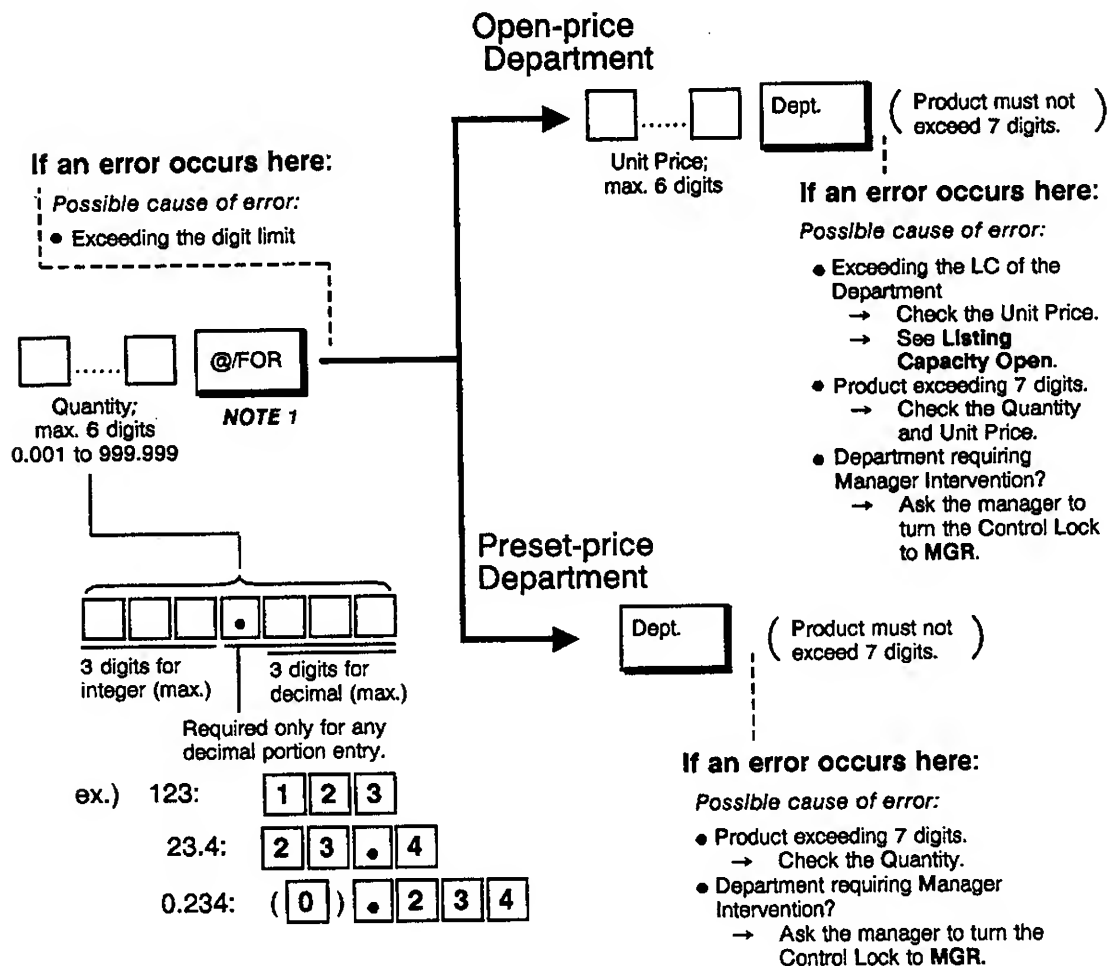 Open-price
Department
Dept.
( Product must not
exceed 7 digits. )
Unit Price;
max. 6 digits
If an error occurs here:
Possible cause of error:
• Exceeding the digit limit
If an error occurs here:
Possible cause of error:
• Exceeding the LC of the
Department
→ Check the Unit Price.
→ See Listing
Capacity Open.
• Product exceeding 7 digits.
→ Check the Quantity
and Unit Price.
• Department requiring
Manager Intervention?
→ Ask the manager to
turn the Control Lock
to MGR.
@/FOR
NOTE 1
Quantity;
max. 6 digits
0.001 to 999.999
Preset-price
Department
Dept.
( Product must not
exceed 7 digits. )
3 digits for
integer (max.)
3 digits for
decimal (max.)
Required only for any
decimal portion entry.
ex.) 123: 1 2 3
23.4: 2 3 . 4
0.234: ( 0 ) . 2 3 4
If an error occurs here:
Possible cause of error:
• Product exceeding 7 digits.
→ Check the Quantity.
• Department requiring Manager
Intervention?
→ Ask the manager to turn the
Control Lock to MGR.